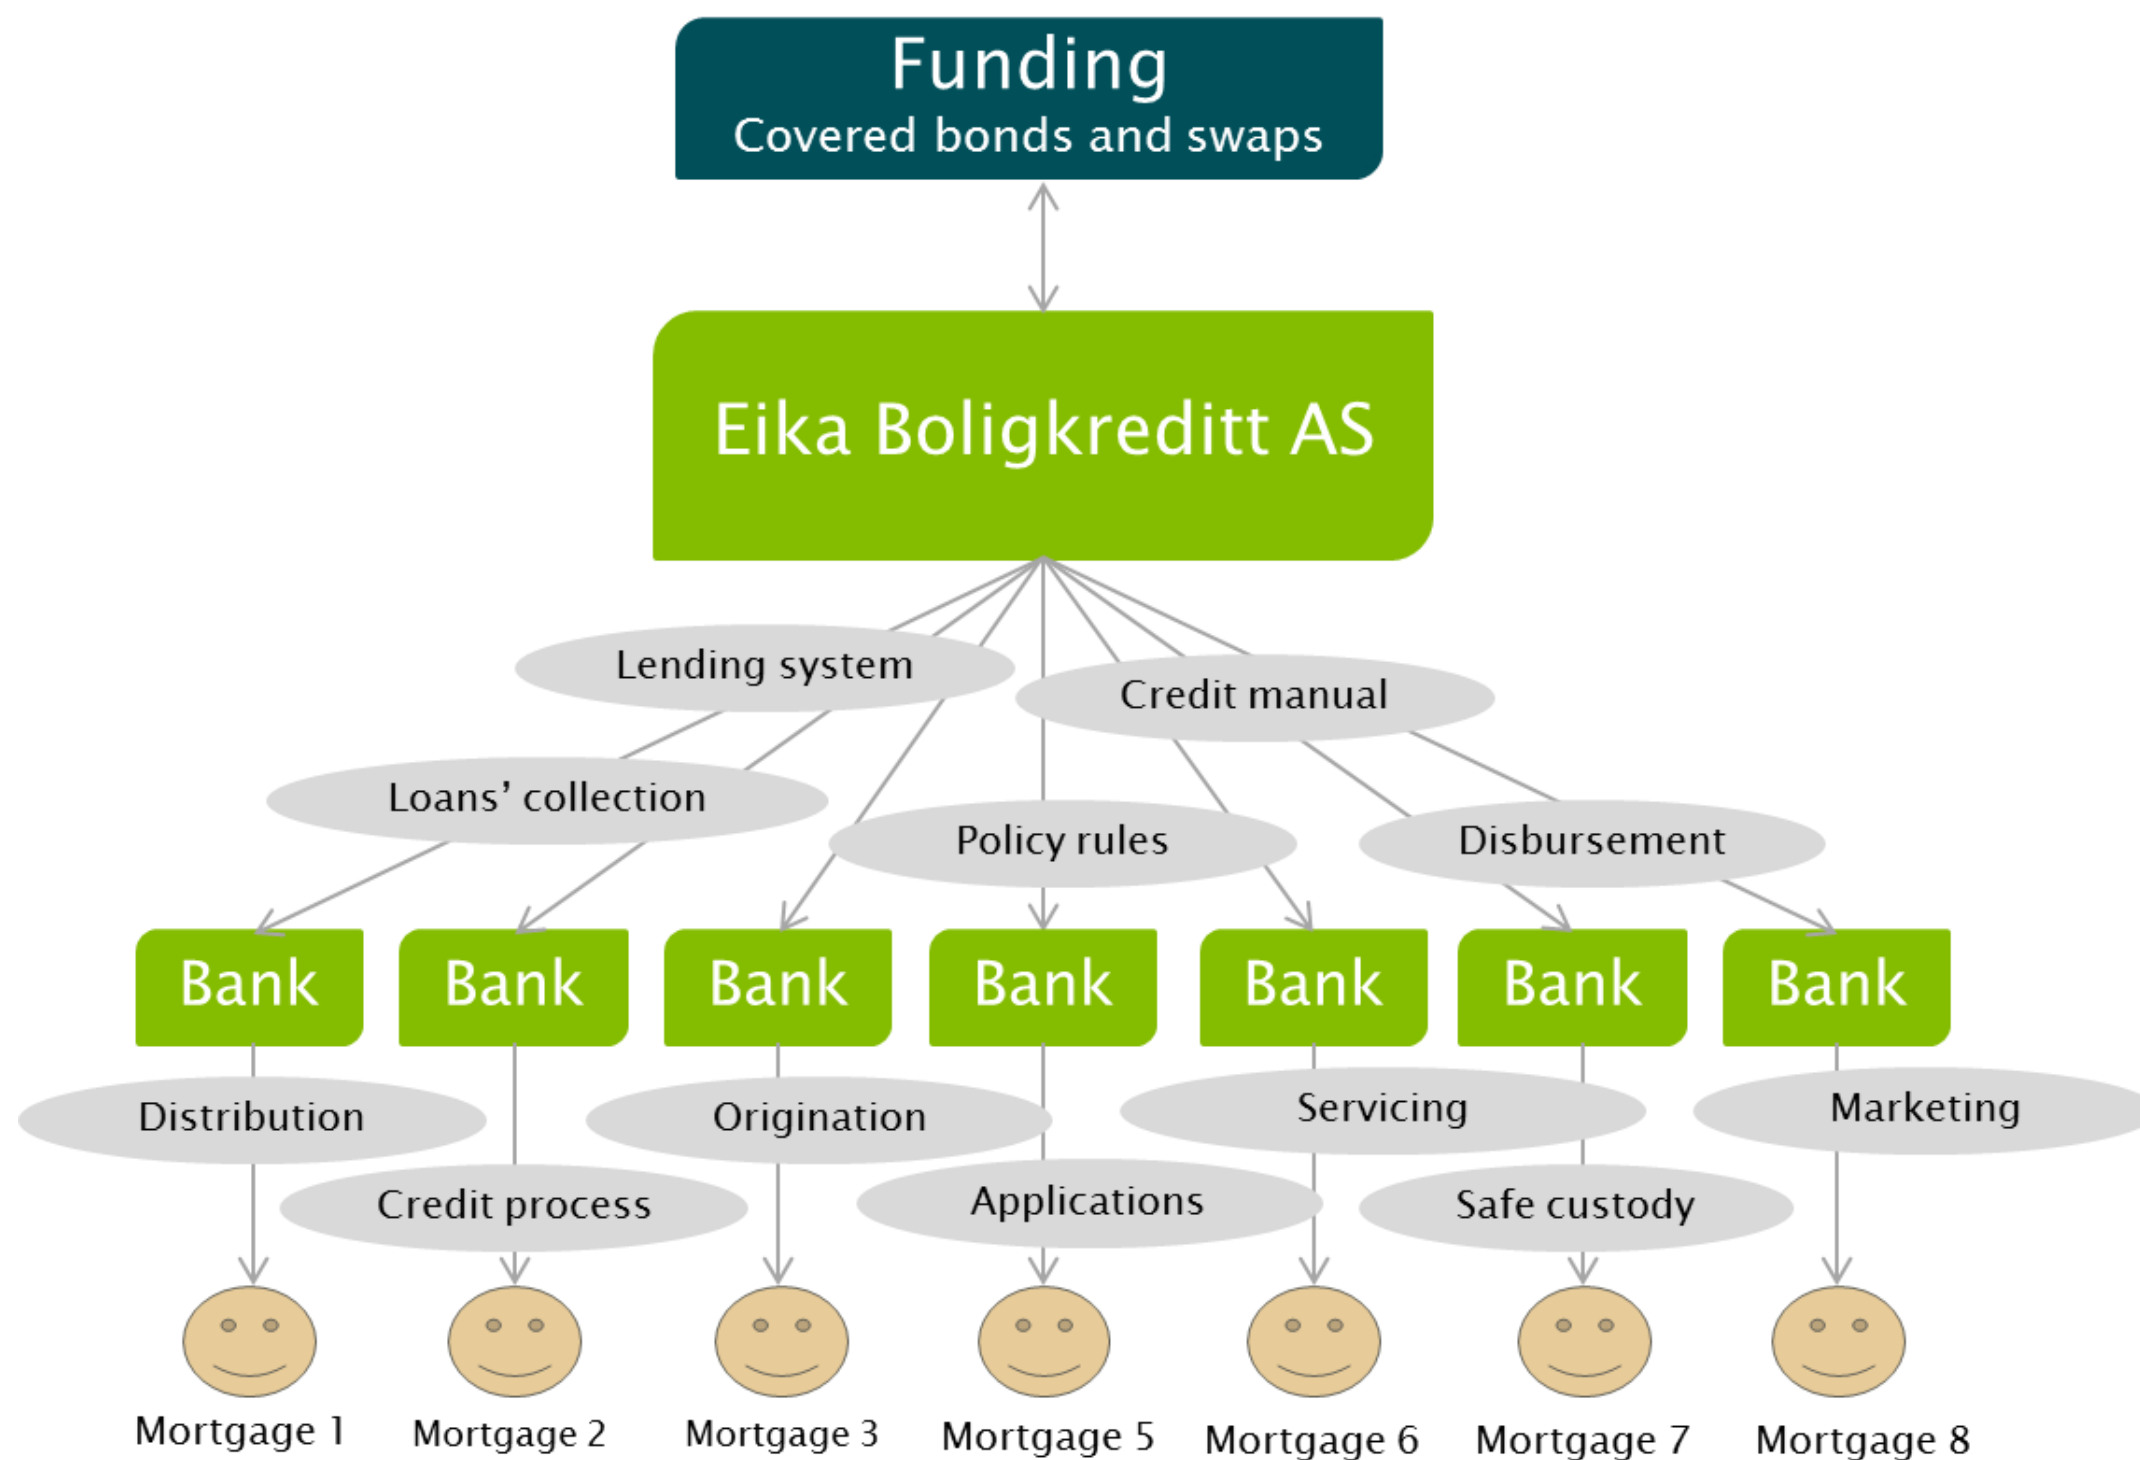 Funding
Covered bonds and swaps
Eika Boligkreditt AS
Lending system
Credit manual
Loans’ collection
Policy rules
Disbursement
Bank
Bank
Bank
Bank
Bank
Bank
Bank
Distribution
Origination
Servicing
Marketing
Credit process
Applications
Safe custody
Mortgage 1
Mortgage 2
Mortgage 3
Mortgage 5
Mortgage 6
Mortgage 7
Mortgage 8